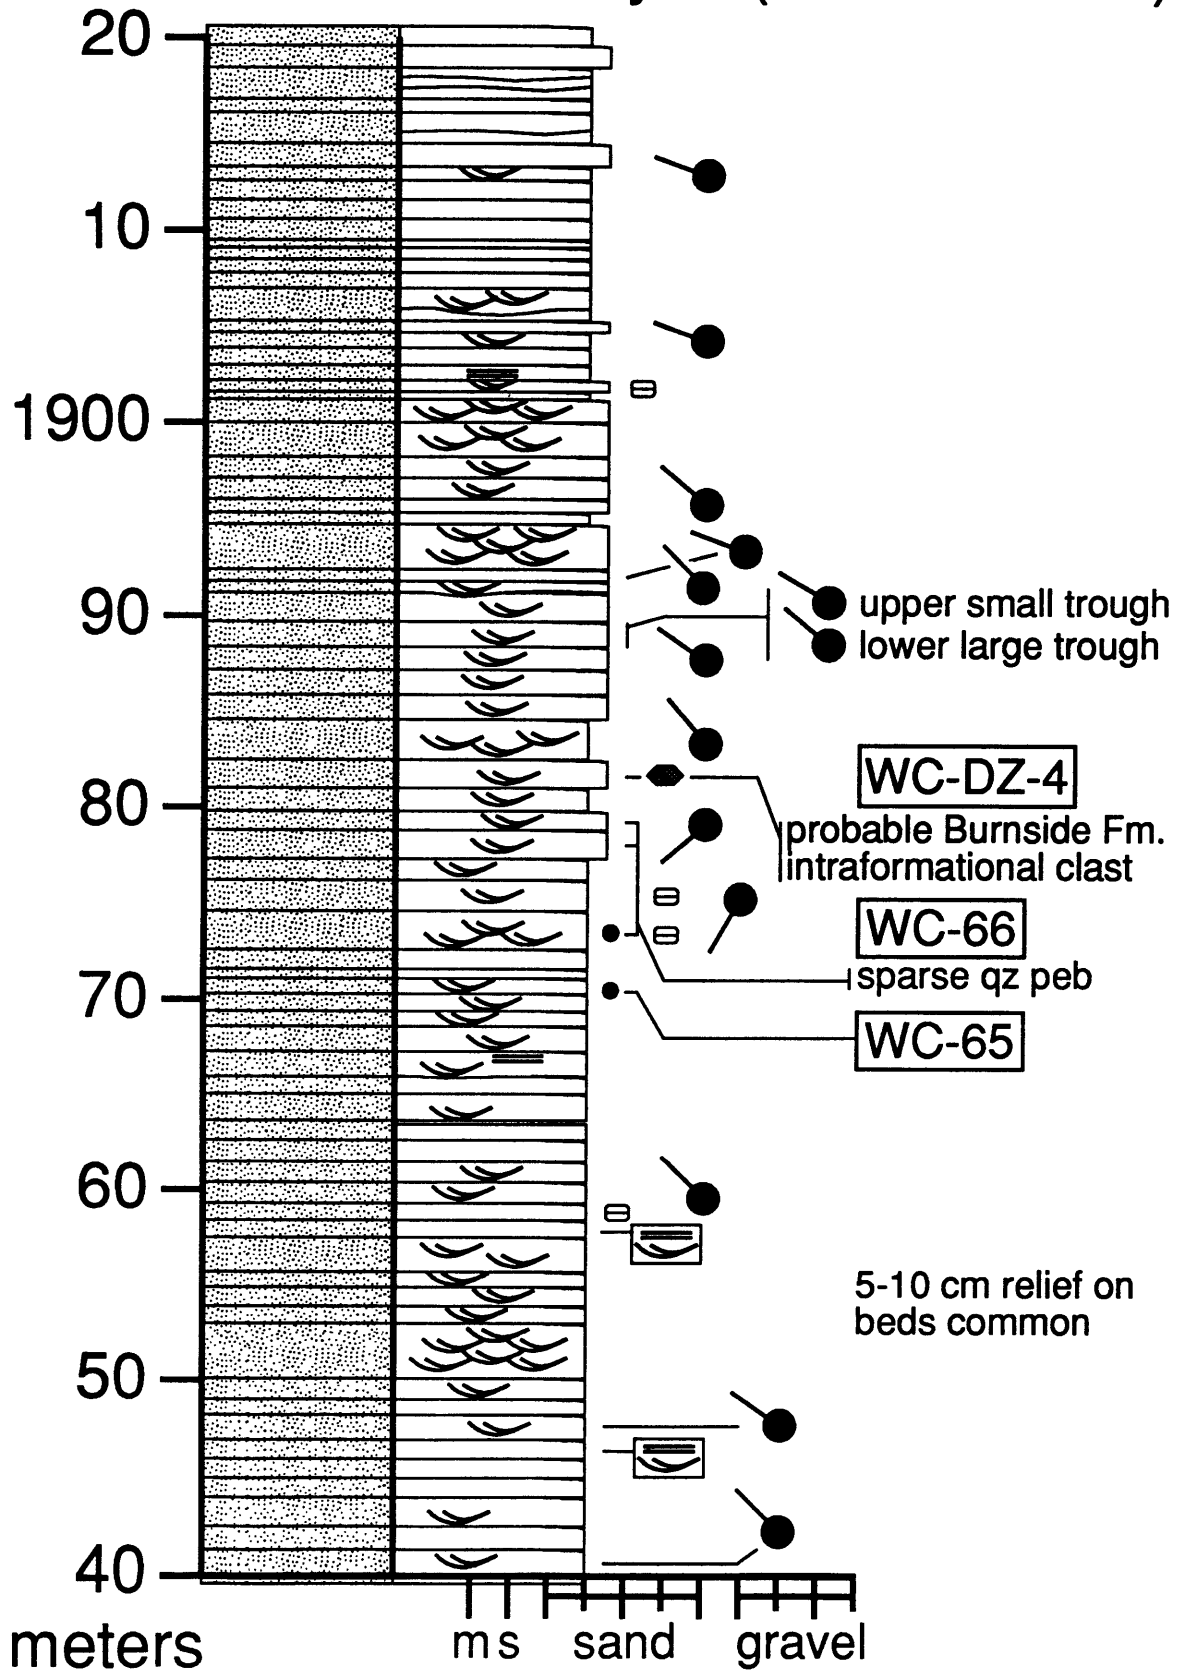 20
10
1900
90
upper small trough
lower large trough
WC-DZ-4
80
probable Burnside Fm.
intraformational clast
WC-66
sparse qz peb
70
WC-65
60
5-10 cm relief on
beds common
50
40
meters
m s sand gravel